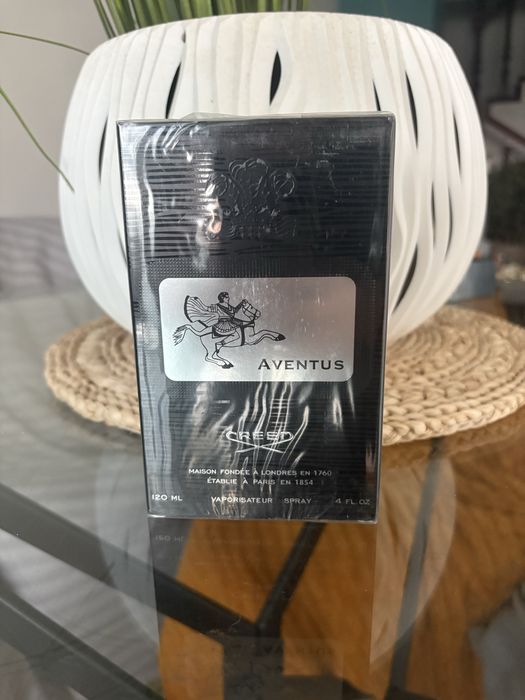 AVENTUS
CREED
MAISON FONDÉE À LONDRES EN 1760
ÉTABLIE À PARIS EN 1854
120 ML VAPORISATEUR SPRAY 4 FL.OZ